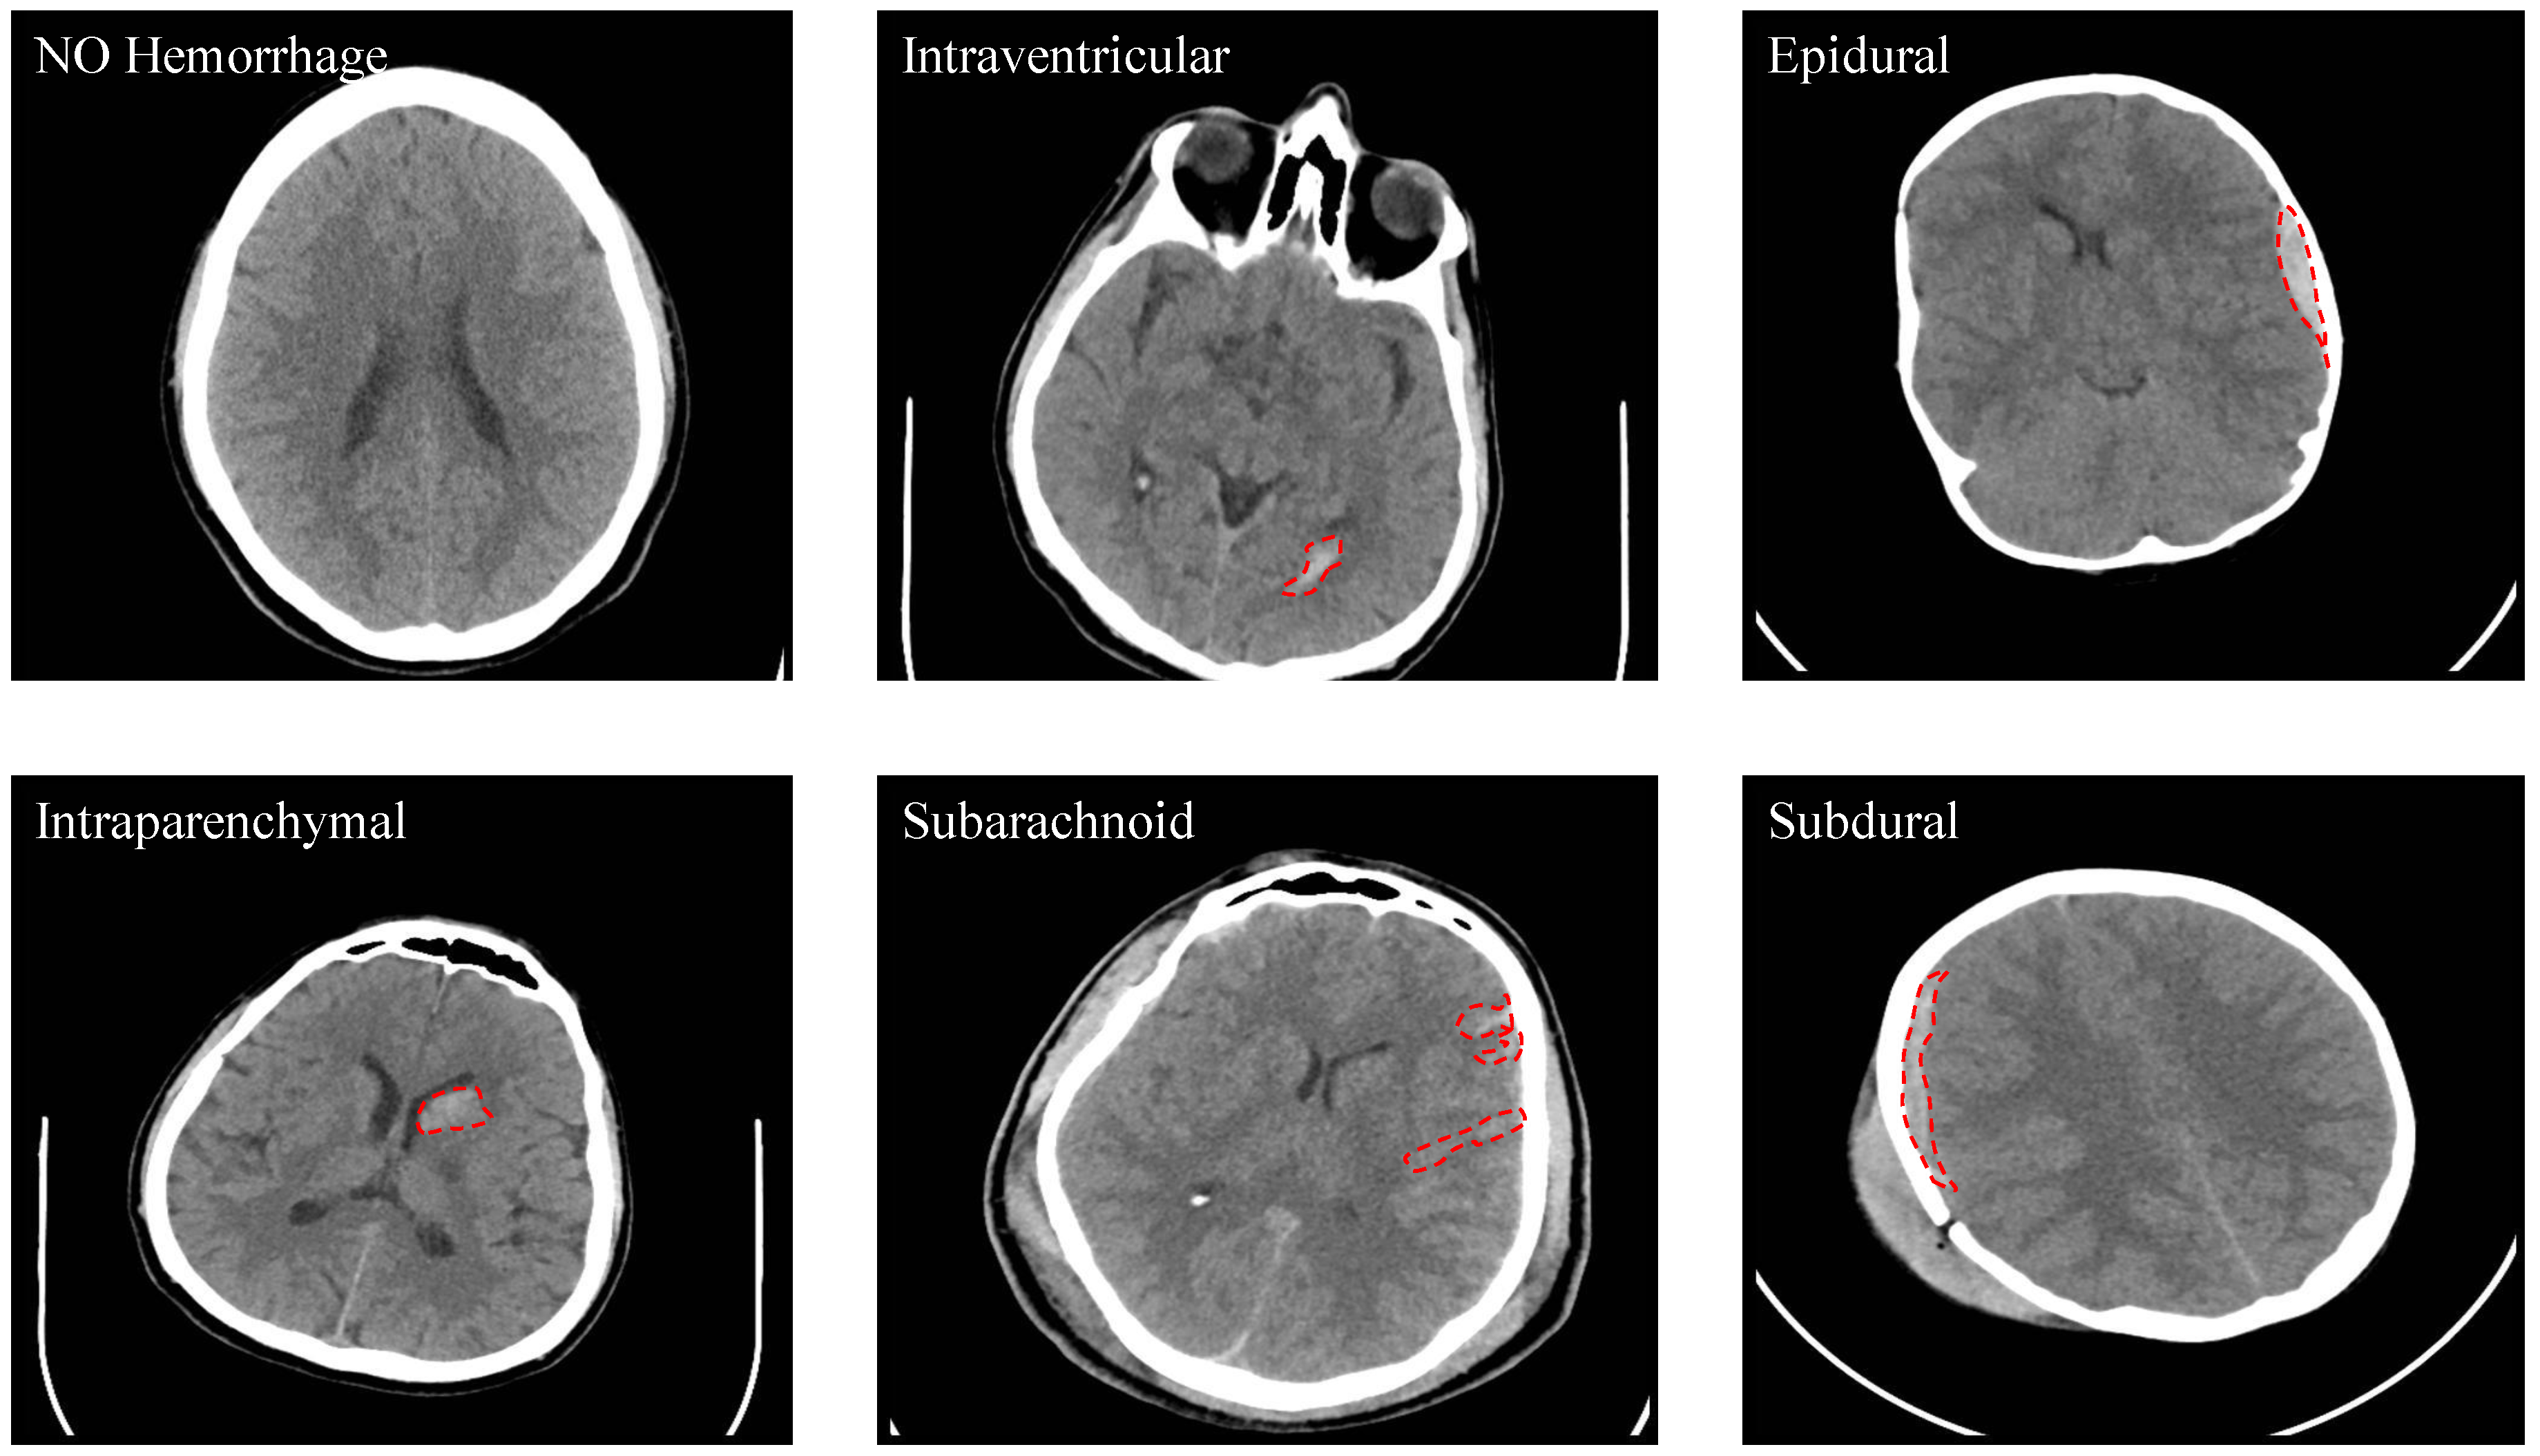 NO Hemorrhage
Intraventricular
Epidural
Intraparenchymal
Subarachnoid
Subdural